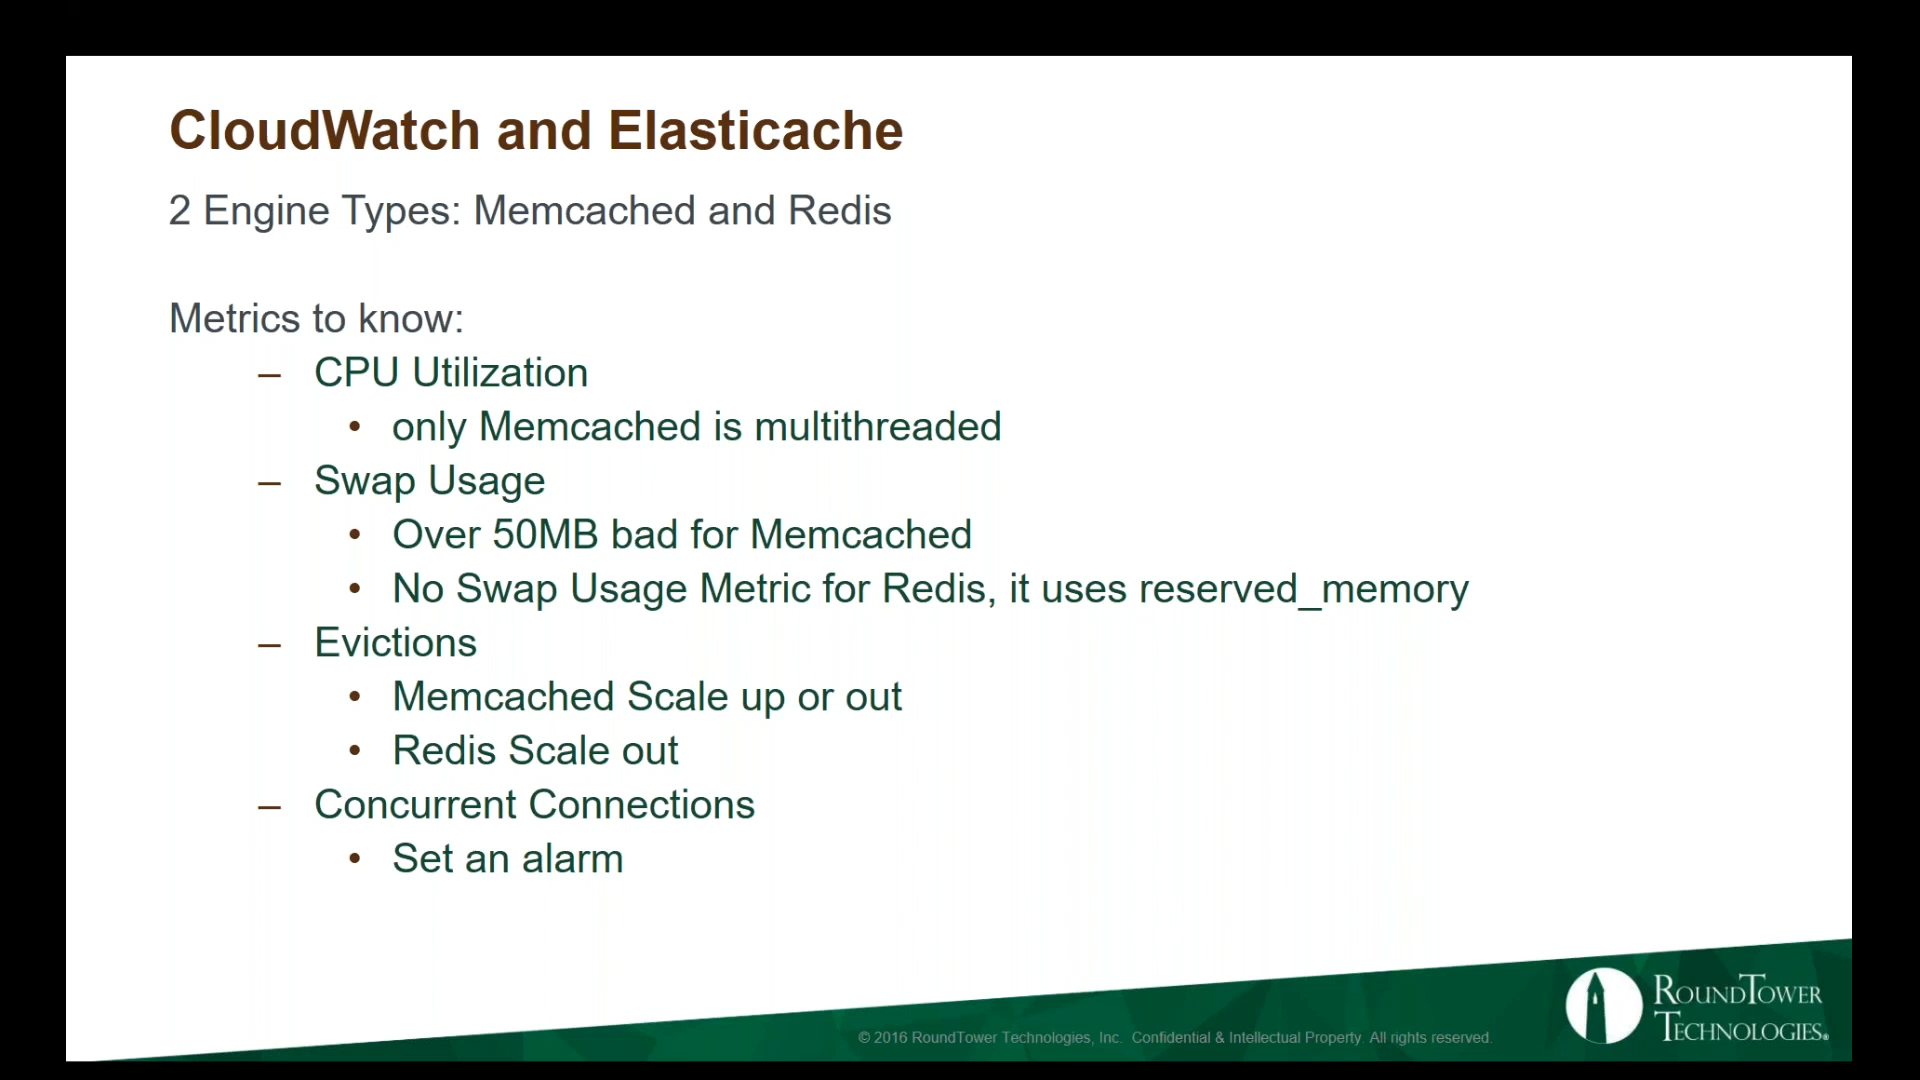 CloudWatch and Elasticache
2 Engine Types: Memcached and Redis
Metrics to know:
– CPU Utilization
• only Memcached is multithreaded
– Swap Usage
• Over 50MB bad for Memcached
• No Swap Usage Metric for Redis, it uses reserved_memory
– Evictions
• Memcached Scale up or out
• Redis Scale out
– Concurrent Connections
• Set an alarm
© 2016 RoundTower Technologies, Inc. Confidential & Intellectual Property. All rights reserved.
ROUNDTOWER
TECHNOLOGIES®